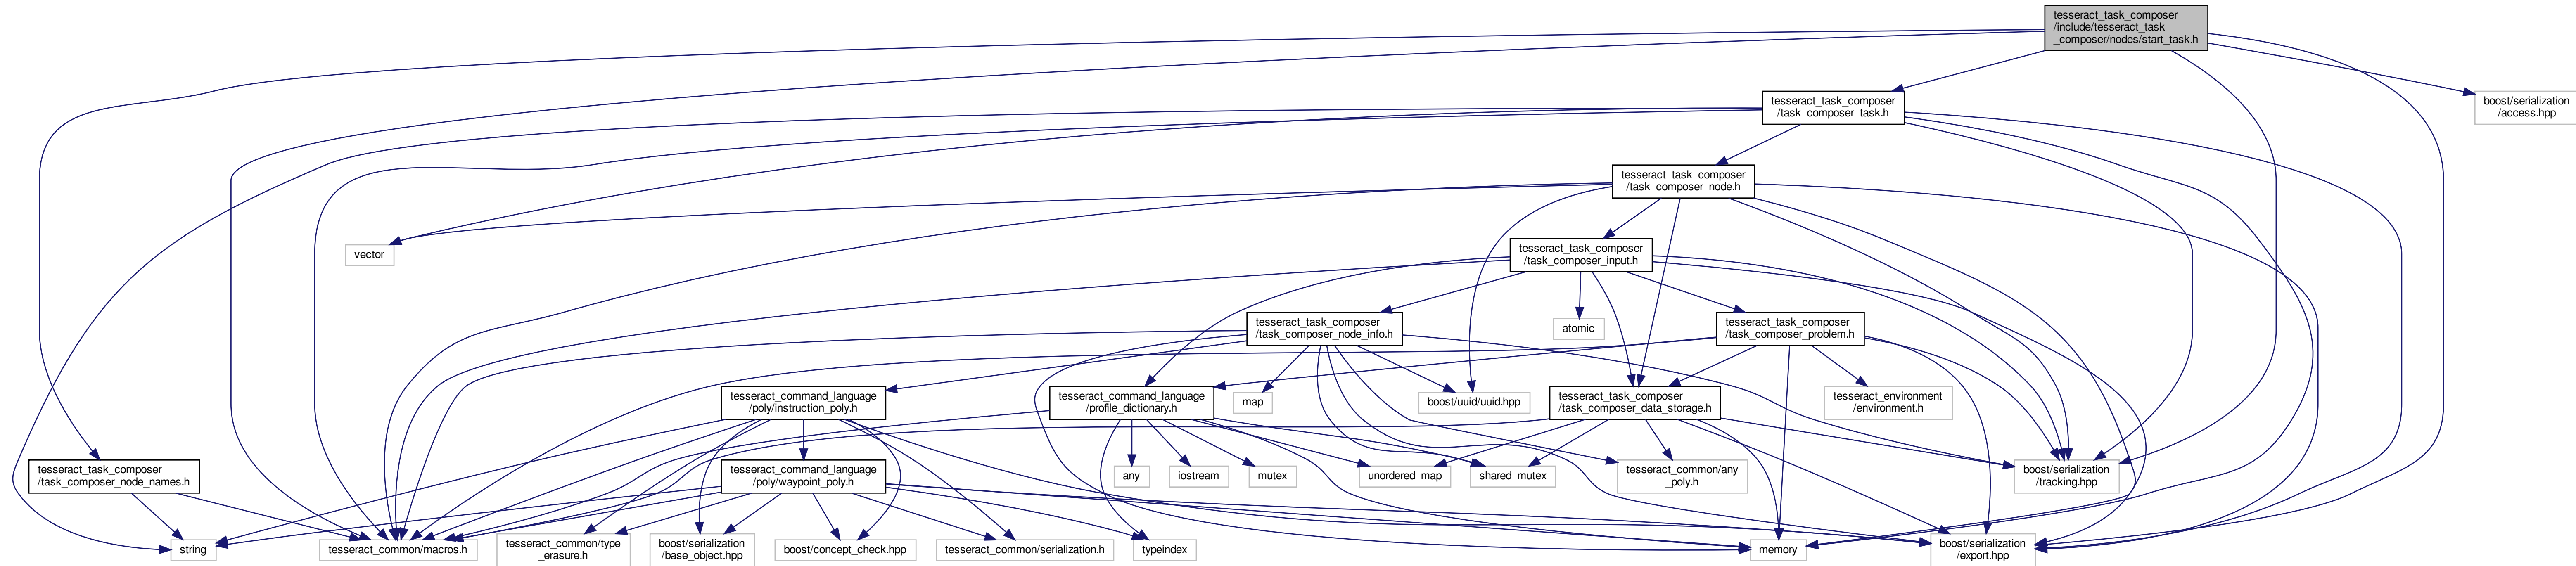 tesseract_task_composer
/include/tesseract_task
_composer/nodes/start_task.h
tesseract_task_composer
/task_composer_task.h
boost/serialization
/access.hpp
tesseract_task_composer
/task_composer_node.h
vector
tesseract_task_composer
/task_composer_input.h
tesseract_task_composer
/task_composer_node_info.h
atomic
tesseract_task_composer
/task_composer_problem.h
tesseract_command_language
/poly/instruction_poly.h
tesseract_command_language
/profile_dictionary.h
map
boost/uuid/uuid.hpp
tesseract_task_composer
/task_composer_data_storage.h
tesseract_environment
/environment.h
tesseract_task_composer
/task_composer_node_names.h
tesseract_command_language
/poly/waypoint_poly.h
any
iostream
mutex
unordered_map
shared_mutex
tesseract_common/any
_poly.h
boost/serialization
/tracking.hpp
string
tesseract_common/macros.h
tesseract_common/type
_erasure.h
boost/serialization
/base_object.hpp
boost/concept_check.hpp
tesseract_common/serialization.h
typeindex
memory
boost/serialization
/export.hpp